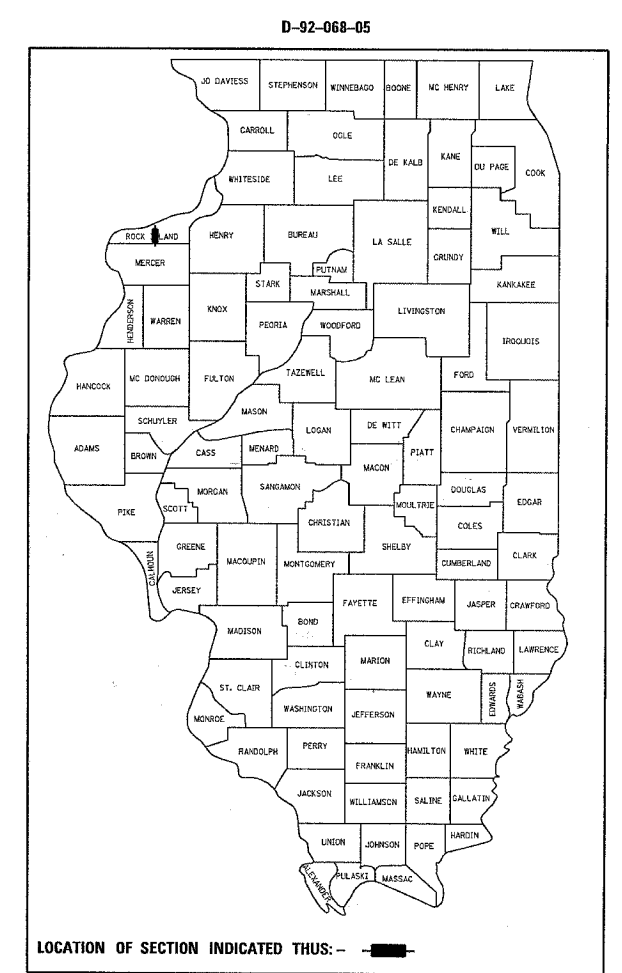 D-92-068-05
JO DAVIESS STEPHENSON WINNEBAGO BOONE MC HENRY LAKE
CARROLL OGLE
DE KALB KANE DU PAGE COOK
WHITESIDE LEE
KENDALL
WILL
ROCK LAND HENRY BUREAU LA SALLE GRUNDY
MERCER PUTNAM
STARK MARSHALL KANKAKEE
HENDERSON WARREN KNOX PEORIA WOODFORD LIVINGSTON IROQUOIS
HANCOCK MC DONOUGH FULTON TAZEWELL MC LEAN FORD
MASON
SCHUYLER LOGAN DE WITT CHAMPAIGN VERMILION
ADAMS BROWN CASS MENARD MACON PIATT
MORGAN SANGAMON DOUGLAS
PIKE SCOTT CHRISTIAN MOULTRIE COLES EDGAR
GREENE MACOUPIN MONTGOMERY SHELBY CUMBERLAND CLARK
CALHOUN JERSEY
FAYETTE EFFINGHAM JASPER CRAWFORD
MADISON BOND
CLAY RICHLAND LAWRENCE
CLINTON MARION
ST. CLAIR WAYNE EDWARDS WABASH
WASHINGTON JEFFERSON
MONROE
RANDOLPH PERRY HAMILTON WHITE
FRANKLIN
JACKSON WILLIAMSON SALINE GALLATIN
UNION JOHNSON POPE HARDIN
ALEXANDER PULASKI MASSAC
LOCATION OF SECTION INDICATED THUS: -